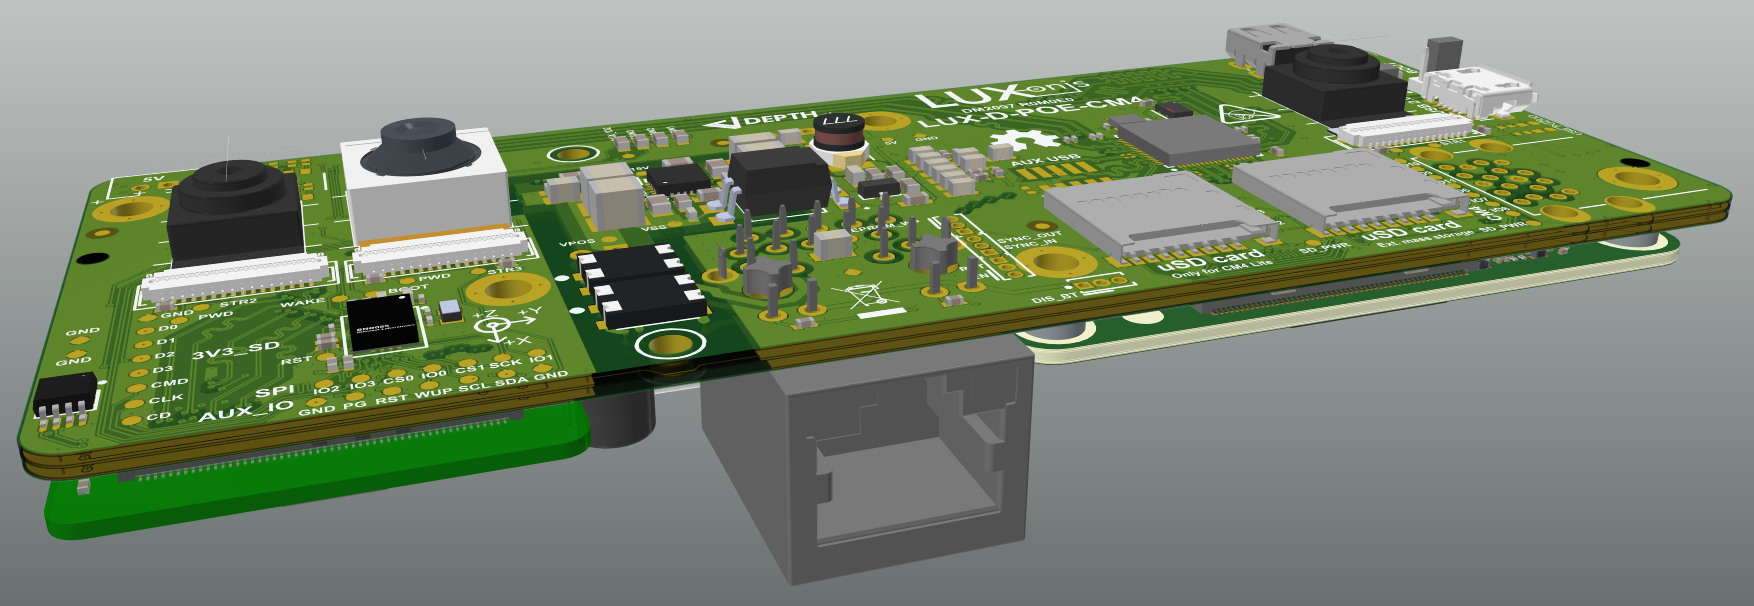 LUXonis
DM2097 R0M0E0
LUX-D-POE-CM4
DEPTH
5V
+
LLL
5V
GND
AUX USB
VPOS
VSS
SYNC_OUT
SYNC_IN
uSD card
Only for CM4 Lite
SD_PWR
uSD card
Ext. mass storage
SD_PWR
DIS_BT
STR2
WAKE
PWD
STR3
BOOT
GND
PWD
GND
D0
D1
GND
D2
3V3_SD
D3
RST
CMD
CLK
CD
+Z
+Y
+X
SPI
IO2 IO3 CS0 IO0 CS1 SCK IO1
AUX_IO
GND PG RST WUP SCL SDA GND